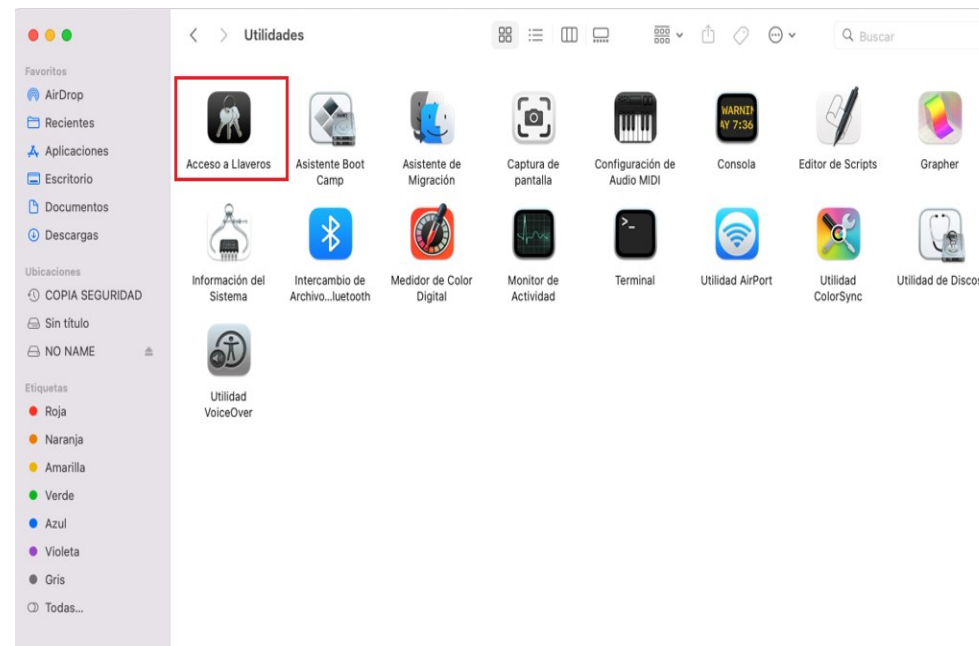 Utilidades
Buscar
Favoritos
AirDrop
Recientes
Aplicaciones
Escritorio
Documentos
Descargas
Ubicaciones
COPIA SEGURIDAD
Sin título
NO NAME
Etiquetas
Roja
Naranja
Amarilla
Verde
Azul
Violeta
Gris
Todas...
WARNIN
AY 7:36
Acceso a Llaveros
Asistente Boot
Camp
Asistente de
Migración
Captura de
pantalla
Configuración de
Audio MIDI
Consola
Editor de Scripts
Grapher
Información del
Sistema
Intercambio de
Archivo...luetooth
Medidor de Color
Digital
Monitor de
Actividad
Terminal
Utilidad AirPort
Utilidad
ColorSync
Utilidad de Discos
Utilidad
VoiceOver